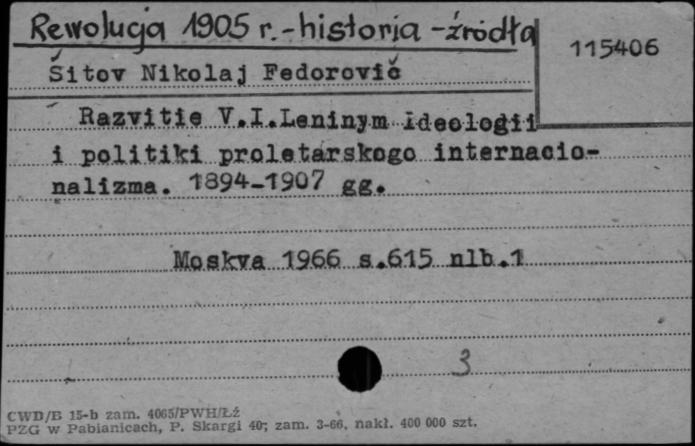 Rewolucja 1905 r. - historia - źródła
115406
Šitov Nikolaj Fedorovič
Razvitie V.I.Leninym ideologii
i politiki proletarskogo internacio-
nalizma. 1894-1907 gg.
Moskva 1966 s.615 nlb.1
3
CWD/B 15-b zam. 4065/PWH/Łź
PZG w Pabianicach, P. Skargi 40; zam. 3-66, nakł. 400 000 szt.